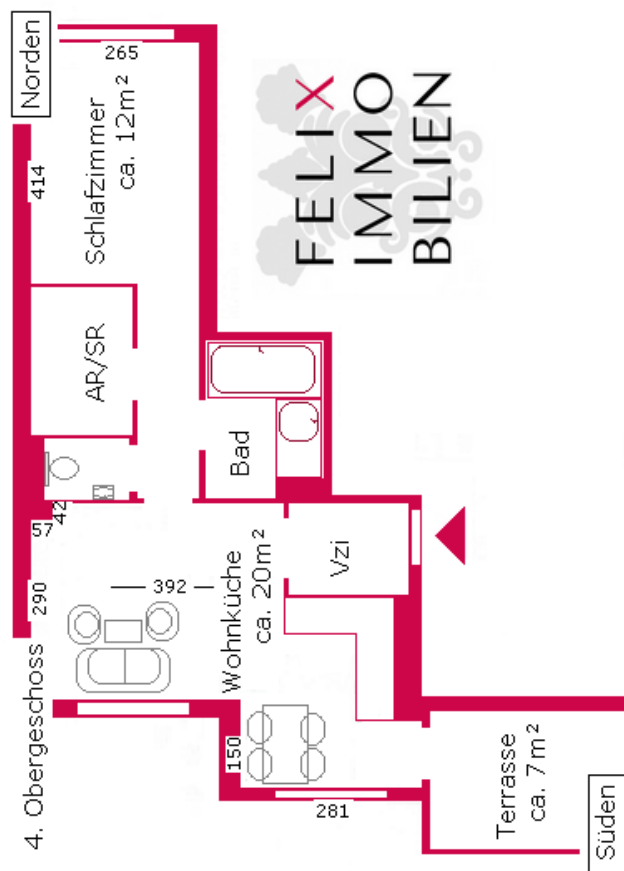 4. Obergeschoss
Norden
265
414
Schlafzimmer
ca. 12m²
AR/SR
Bad
57
42
290
392
Wohnküche
ca. 20m²
Vzi
150
281
Terrasse
ca. 7m²
Süden
FELIX
IMMO
BILIEN